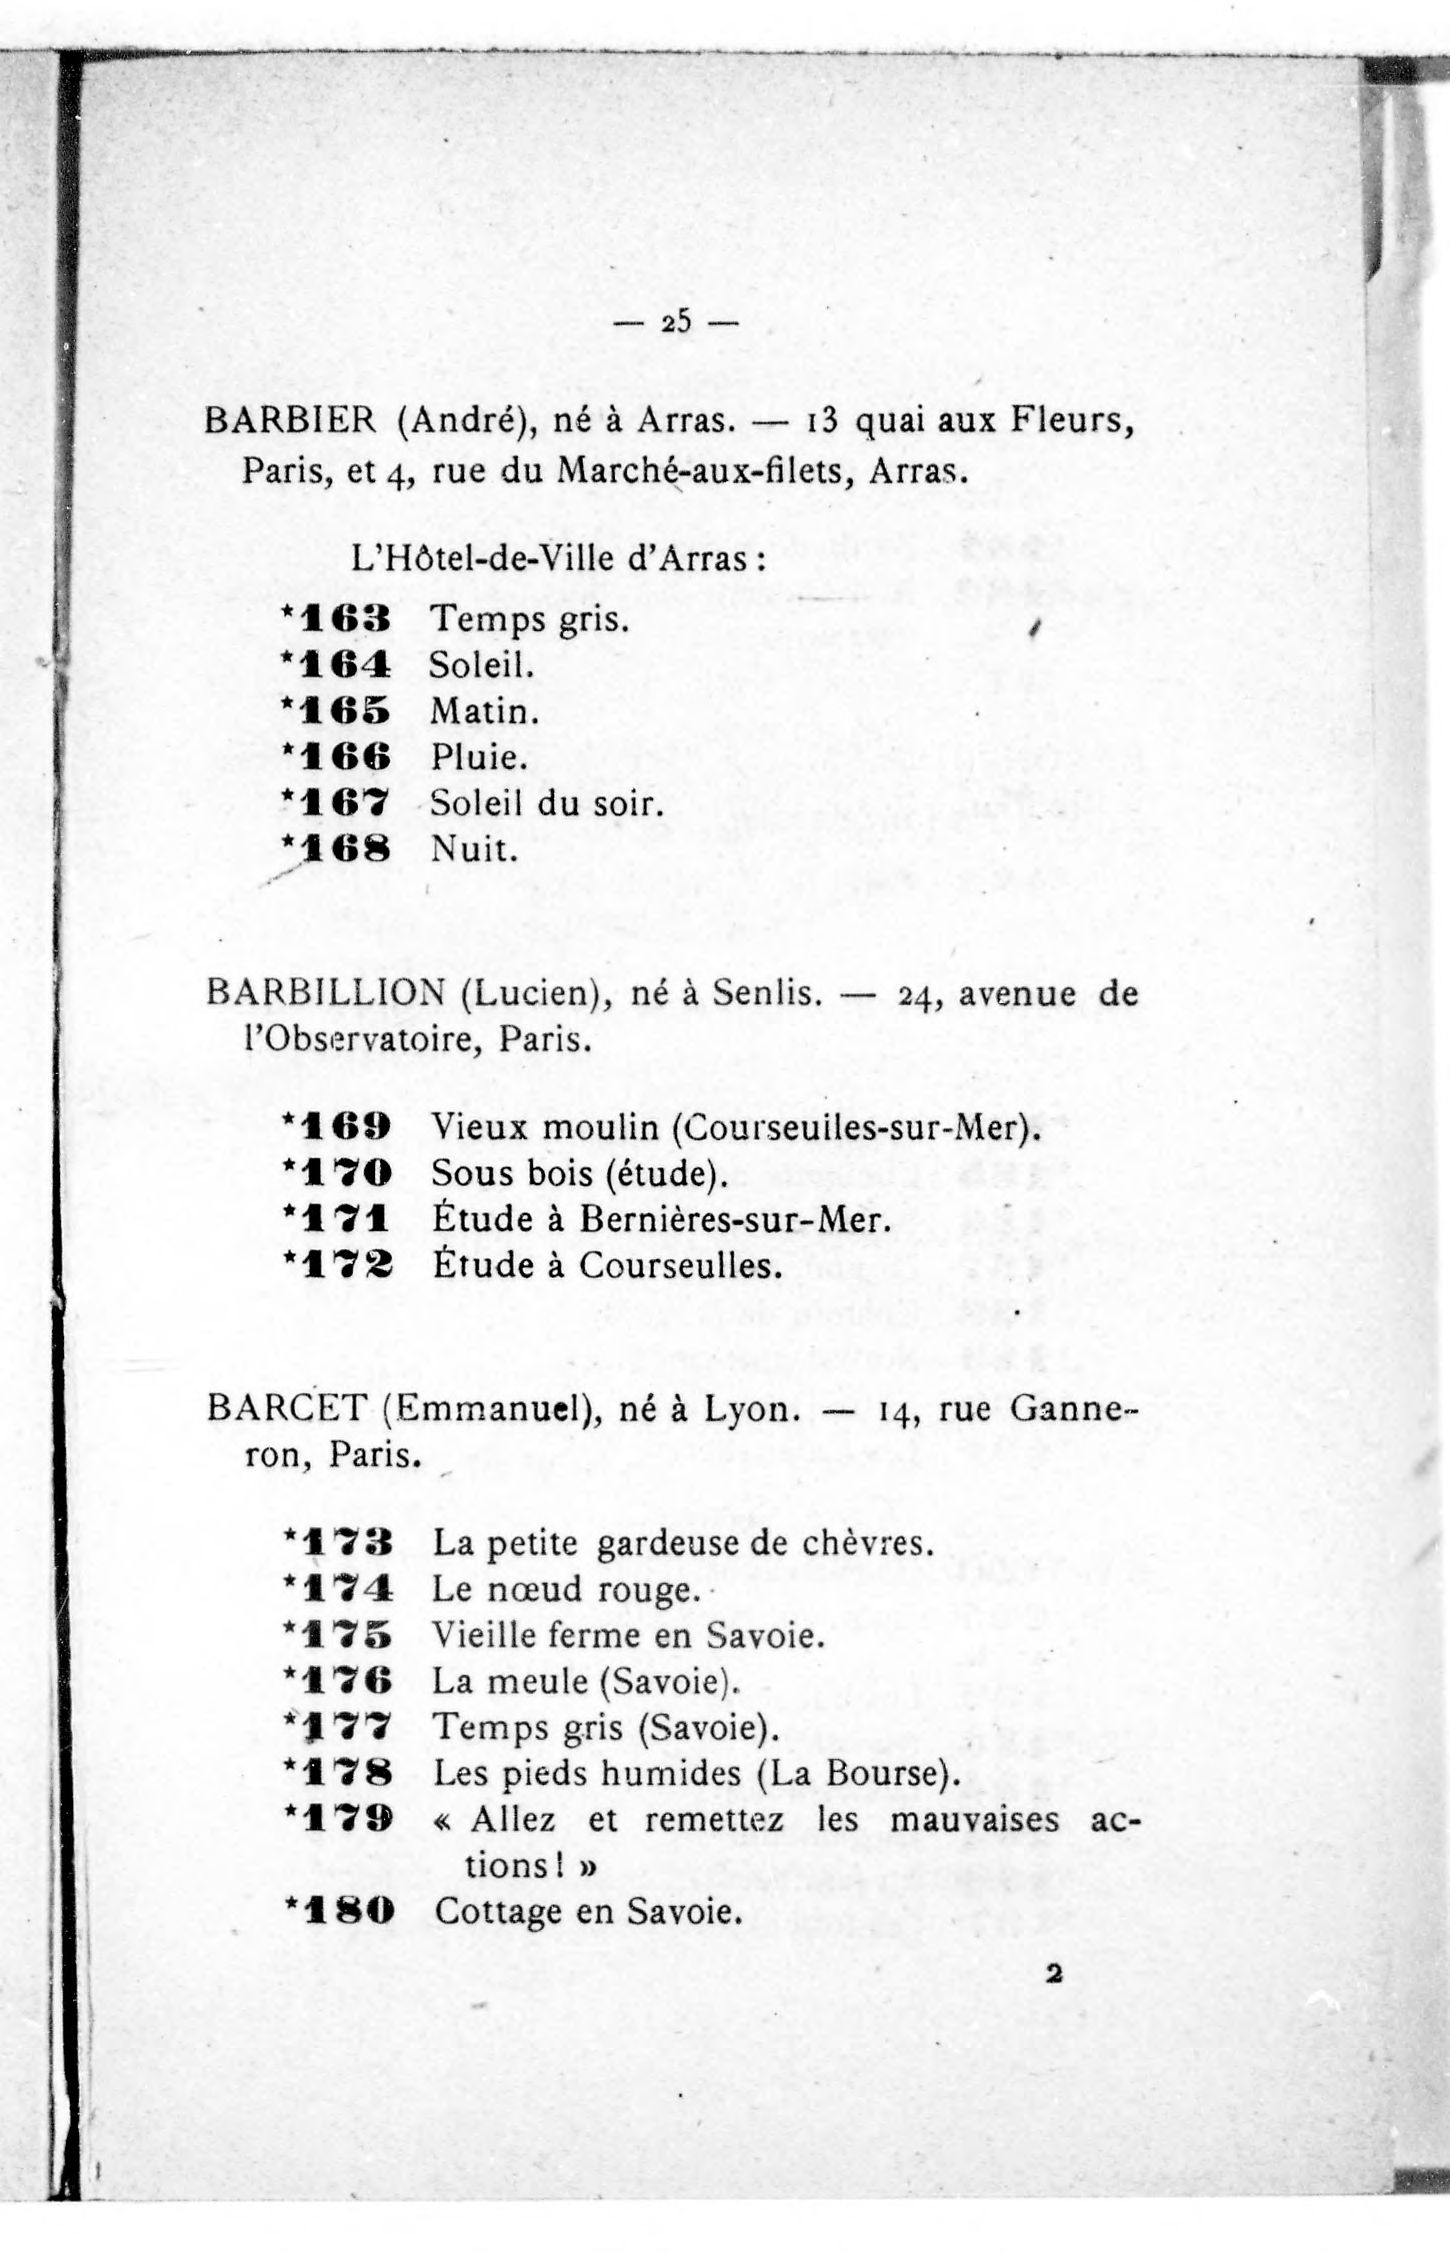 — 25 —
BARBIER (André), né à Arras. — 13 quai aux Fleurs,
Paris, et 4, rue du Marché-aux-filets, Arras.
L'Hôtel-de-Ville d'Arras :
*163 Temps gris.
*164 Soleil.
*165 Matin.
*166 Pluie.
*167 Soleil du soir.
*168 Nuit.
BARBILLION (Lucien), né à Senlis. — 24, avenue de
l'Observatoire, Paris.
*169 Vieux moulin (Courseulles-sur-Mer).
*170 Sous bois (étude).
*171 Étude à Bernières-sur-Mer.
*172 Étude à Courseulles.
BARCET (Emmanuel), né à Lyon. — 14, rue Ganne-
ron, Paris.
*173 La petite gardeuse de chèvres.
*174 Le nœud rouge.
*175 Vieille ferme en Savoie.
*176 La meule (Savoie).
*177 Temps gris (Savoie).
*178 Les pieds humides (La Bourse).
*179 « Allez et remettez les mauvaises ac-
tions ! »
*180 Cottage en Savoie.
2